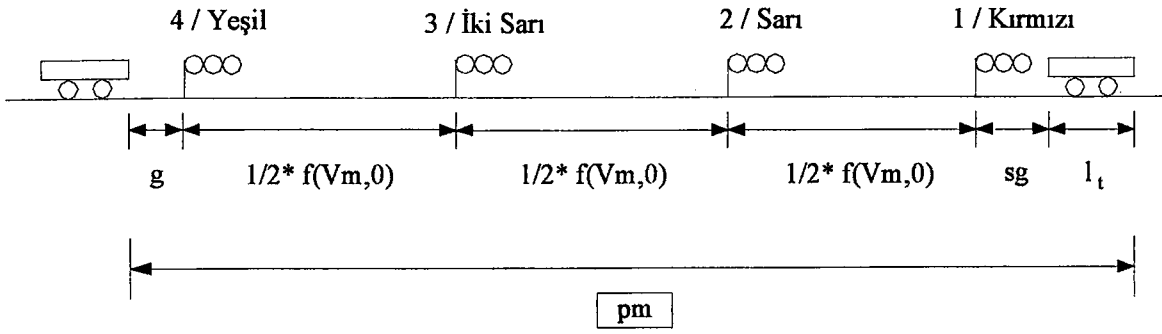 4 / Yeşil 3 / İki Sarı 2 / Sarı 1 / Kırmızı
g 1/2* f(Vm,0) 1/2* f(Vm,0) 1/2* f(Vm,0) sg l t
pm